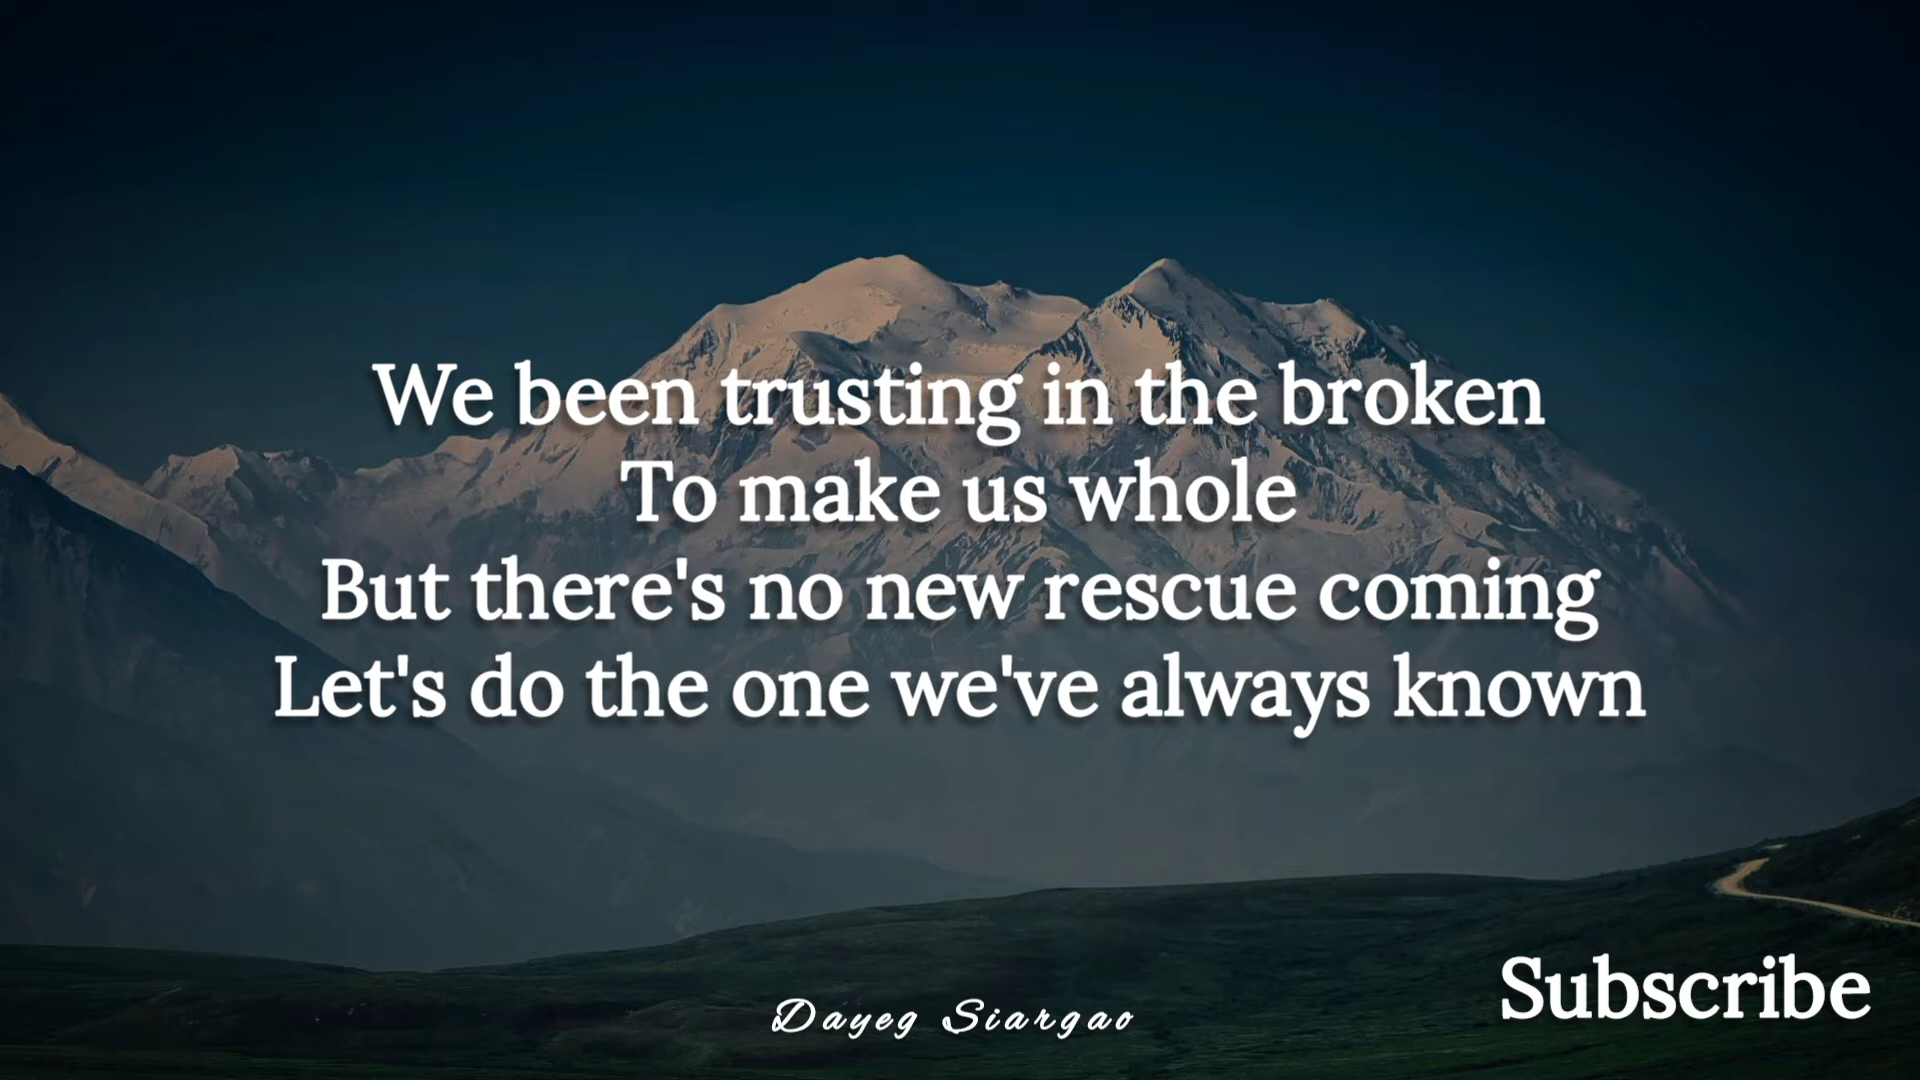 We been trusting in the broken
To make us whole
But there's no new rescue coming
Let's do the one we've always known
Dayeg Siargao
Subscribe